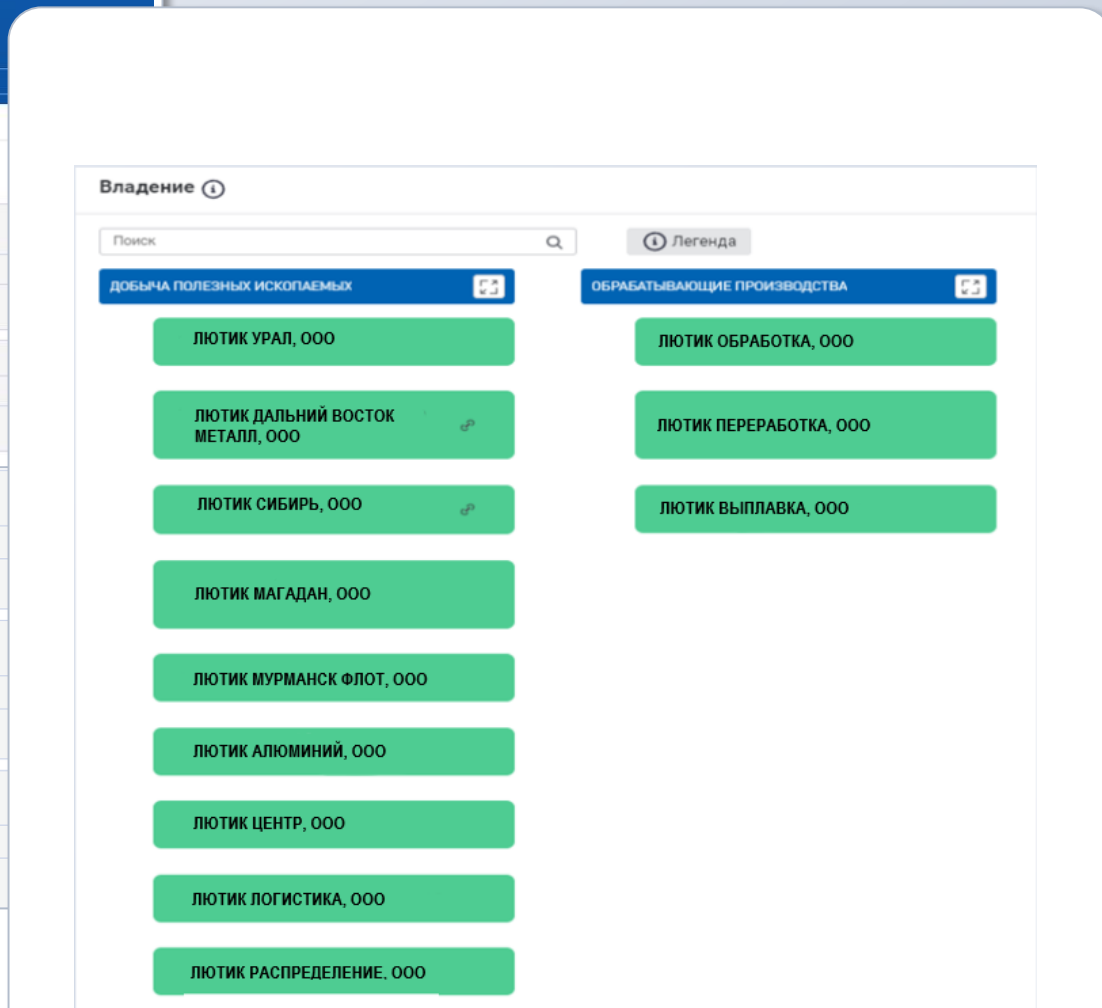 Владение
Поиск
Легенда
ДОБЫЧА ПОЛЕЗНЫХ ИСКОПАЕМЫХ
ЛЮТИК УРАЛ, ООО
ЛЮТИК ДАЛЬНИЙ ВОСТОК
МЕТАЛЛ, ООО
ЛЮТИК СИБИРЬ, ООО
ЛЮТИК МАГАДАН, ООО
ЛЮТИК МУРМАНСК ФЛОТ, ООО
ЛЮТИК АЛЮМИНИЙ, ООО
ЛЮТИК ЦЕНТР, ООО
ЛЮТИК ЛОГИСТИКА, ООО
ЛЮТИК РАСПРЕДЕЛЕНИЕ. ООО
ОБРАБАТЫВАЮЩИЕ ПРОИЗВОДСТВА
ЛЮТИК ОБРАБОТКА, ООО
ЛЮТИК ПЕРЕРАБОТКА, ООО
ЛЮТИК ВЫПЛАВКА, ООО